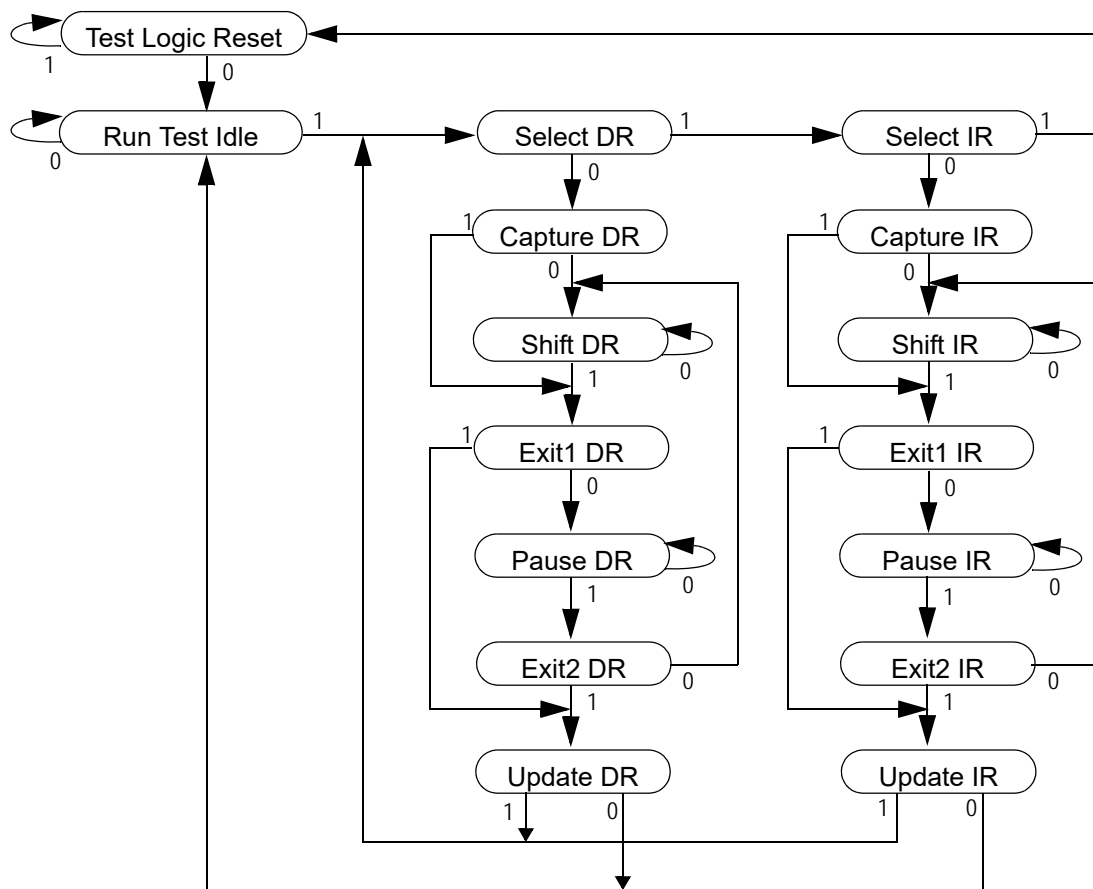 Test Logic Reset
1
0
Run Test Idle
0
1
Select DR
1
0
Select IR
1
0
Capture DR
1
0
Capture IR
1
0
Shift DR
0
1
Shift IR
0
1
Exit1 DR
1
0
Exit1 IR
1
0
Pause DR
0
1
Pause IR
0
1
Exit2 DR
0
1
Exit2 IR
0
1
Update DR
1
0
Update IR
1
0